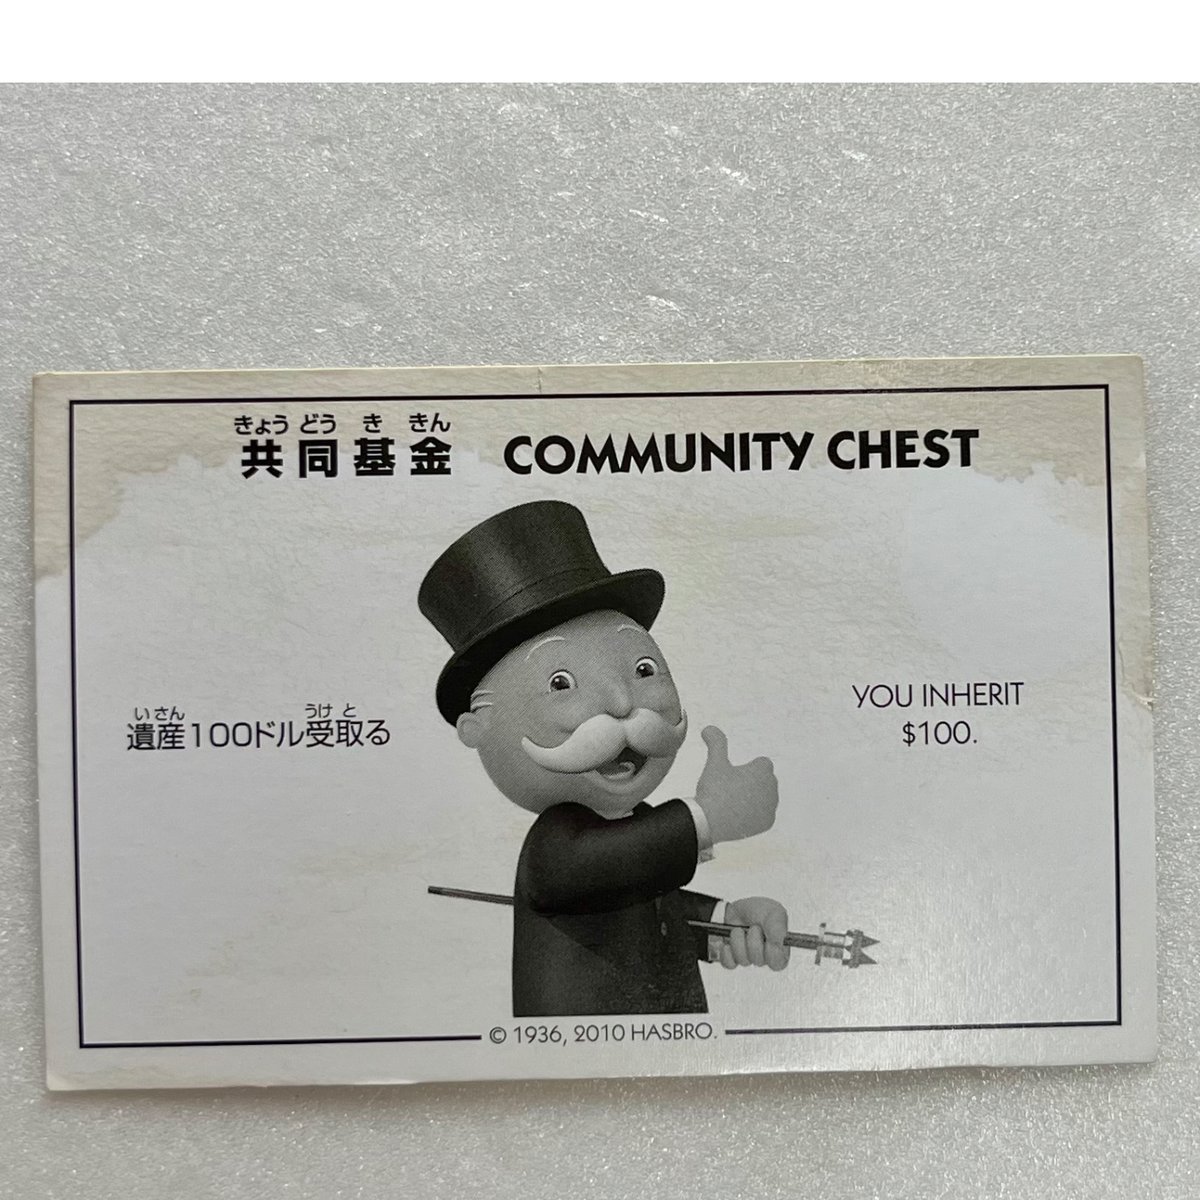 きょう どう き きん
共同基金 COMMUNITY CHEST
いさん うけ と
遺産100ドル受取る
YOU INHERIT
$100.
© 1936, 2010 HASBRO.